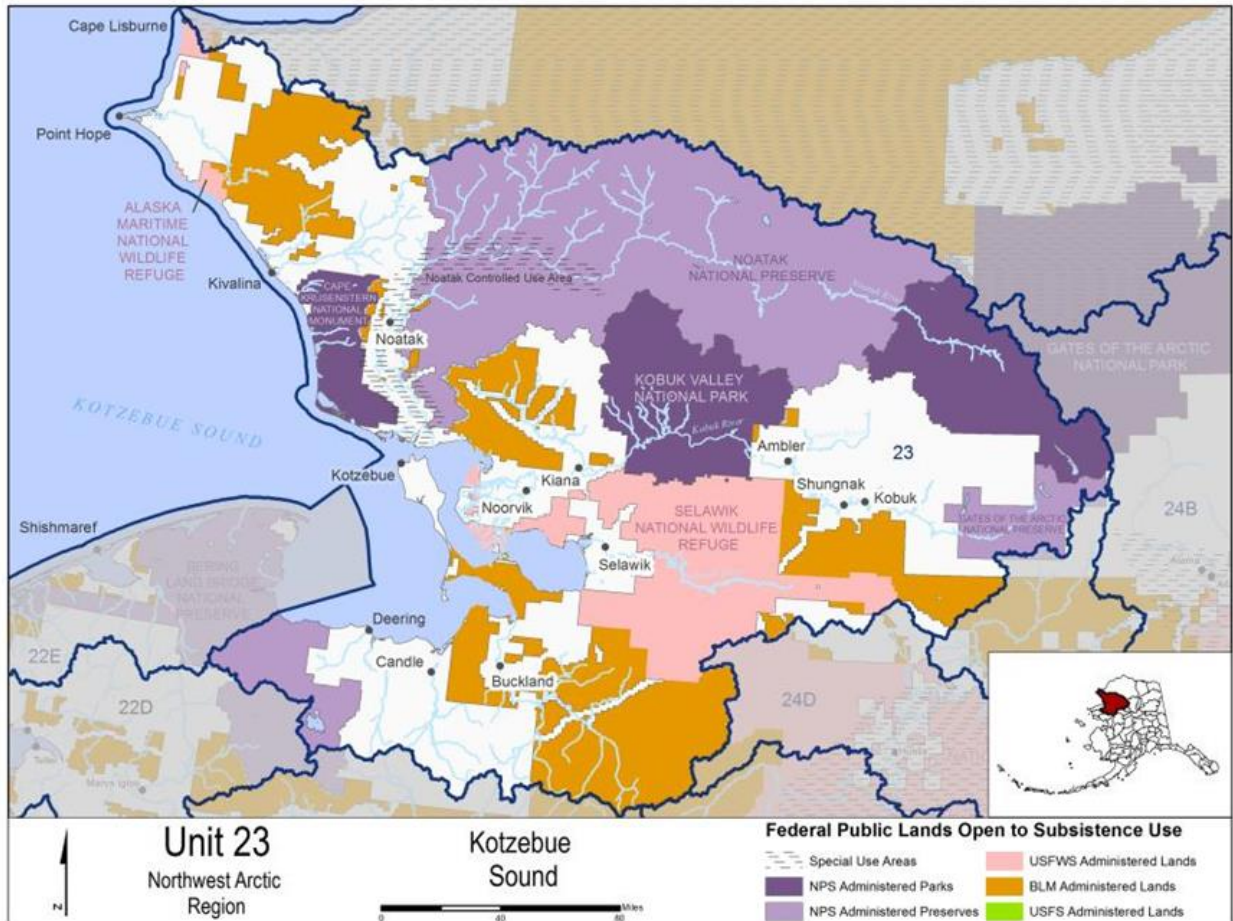 Cape Lisburne
Point Hope
ALASKA
MARITIME
NATIONAL
WILDLIFE
REFUGE
Kivalina
CAPE
KRUSENSTERN
NATIONAL
MONUMENT
Noatak Controlled Use Area
Noatak
NOATAK
NATIONAL PRESERVE
Noatak River
GATES OF THE ARCTIC
NATIONAL PARK
KOBUK VALLEY
NATIONAL PARK
Kobuk River
KOTZEBUE SOUND
Kotzebue
Kiana
Noorvik
Ambler
23
Shungnak
Kobuk
24B
Shishmaref
SELAWIK
NATIONAL WILDLIFE
REFUGE
GATES OF THE ARCTIC
NATIONAL PRESERVE
BERING
LAND BRIDGE
NATIONAL
PRESERVE
Selawik
Deering
Candle
Buckland
22E
22D
24D
Teller
Marys Igloo
Unit 23
Northwest Arctic
Region
Kotzebue
Sound
N
Miles
0
40
80
Federal Public Lands Open to Subsistence Use
Special Use Areas
NPS Administered Parks
NPS Administered Preserves
USFWS Administered Lands
BLM Administered Lands
USFS Administered Lands